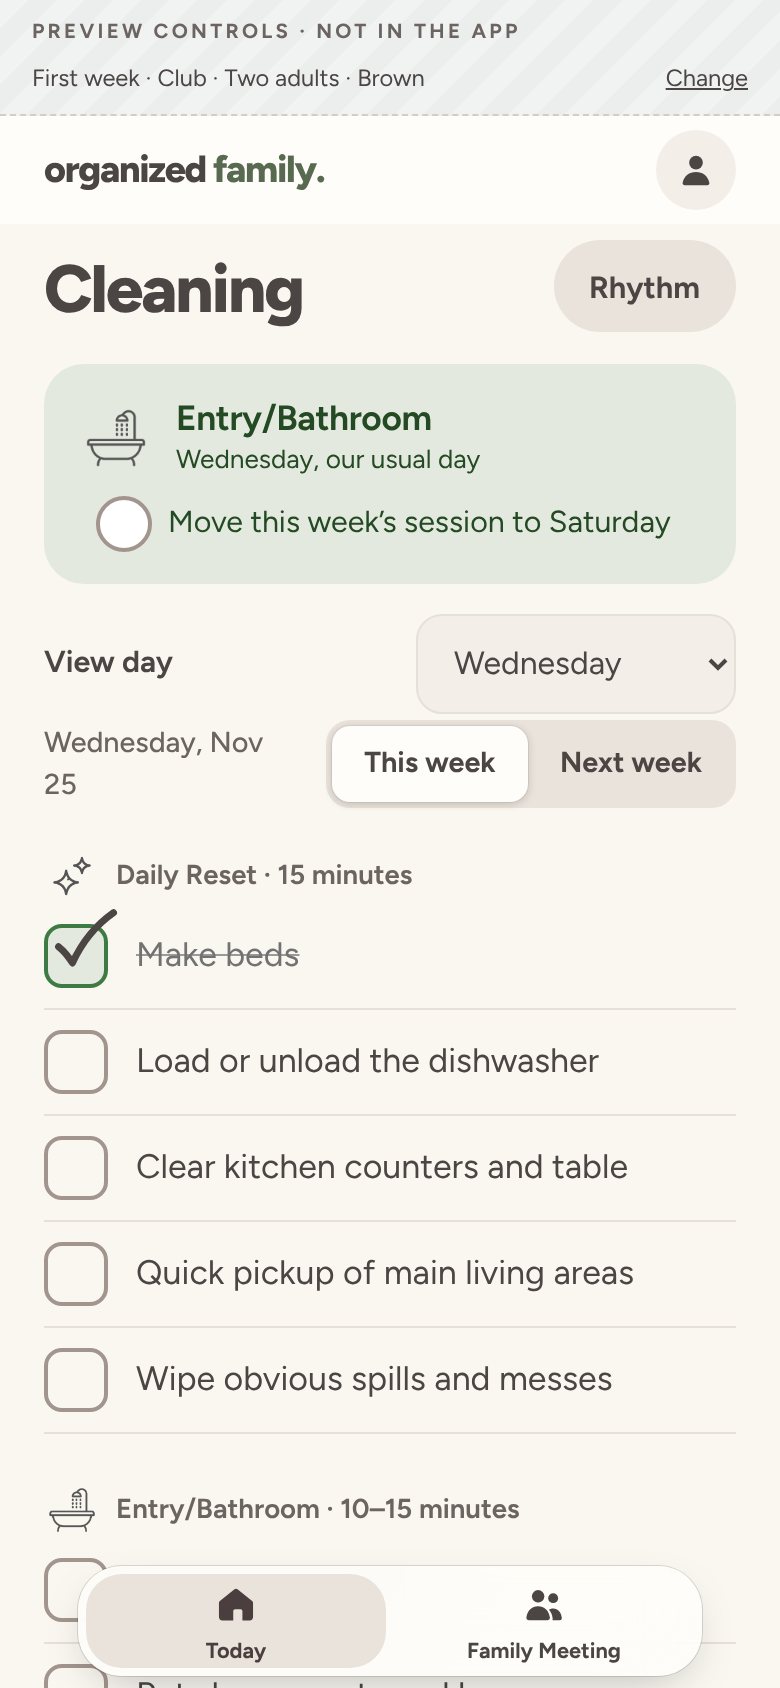 PREVIEW CONTROLS · NOT IN THE APP
First week · Club · Two adults · Brown
Change
organized family.
Cleaning
Rhythm
Entry/Bathroom
Wednesday, our usual day
Move this week’s session to Saturday
View day
Wednesday
Wednesday, Nov
25
This week
Next week
Daily Reset · 15 minutes
Make beds
Load or unload the dishwasher
Clear kitchen counters and table
Quick pickup of main living areas
Wipe obvious spills and messes
Entry/Bathroom · 10–15 minutes
Today
Family Meeting